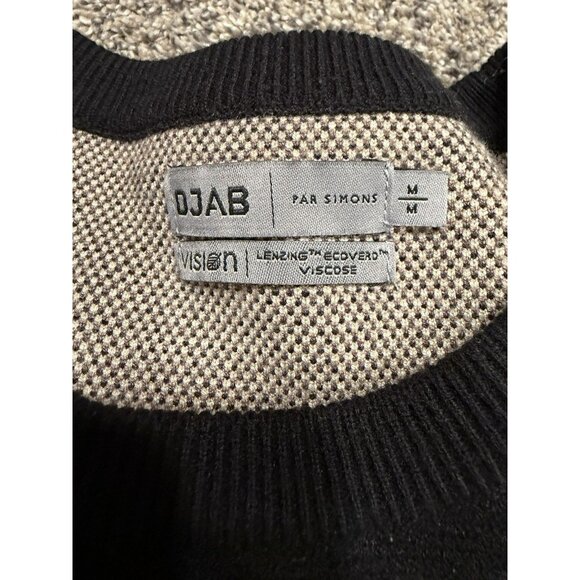 DJAB PAR SIMONS M
M
VISION LENZING™ ECOVERO™
VISCOSE